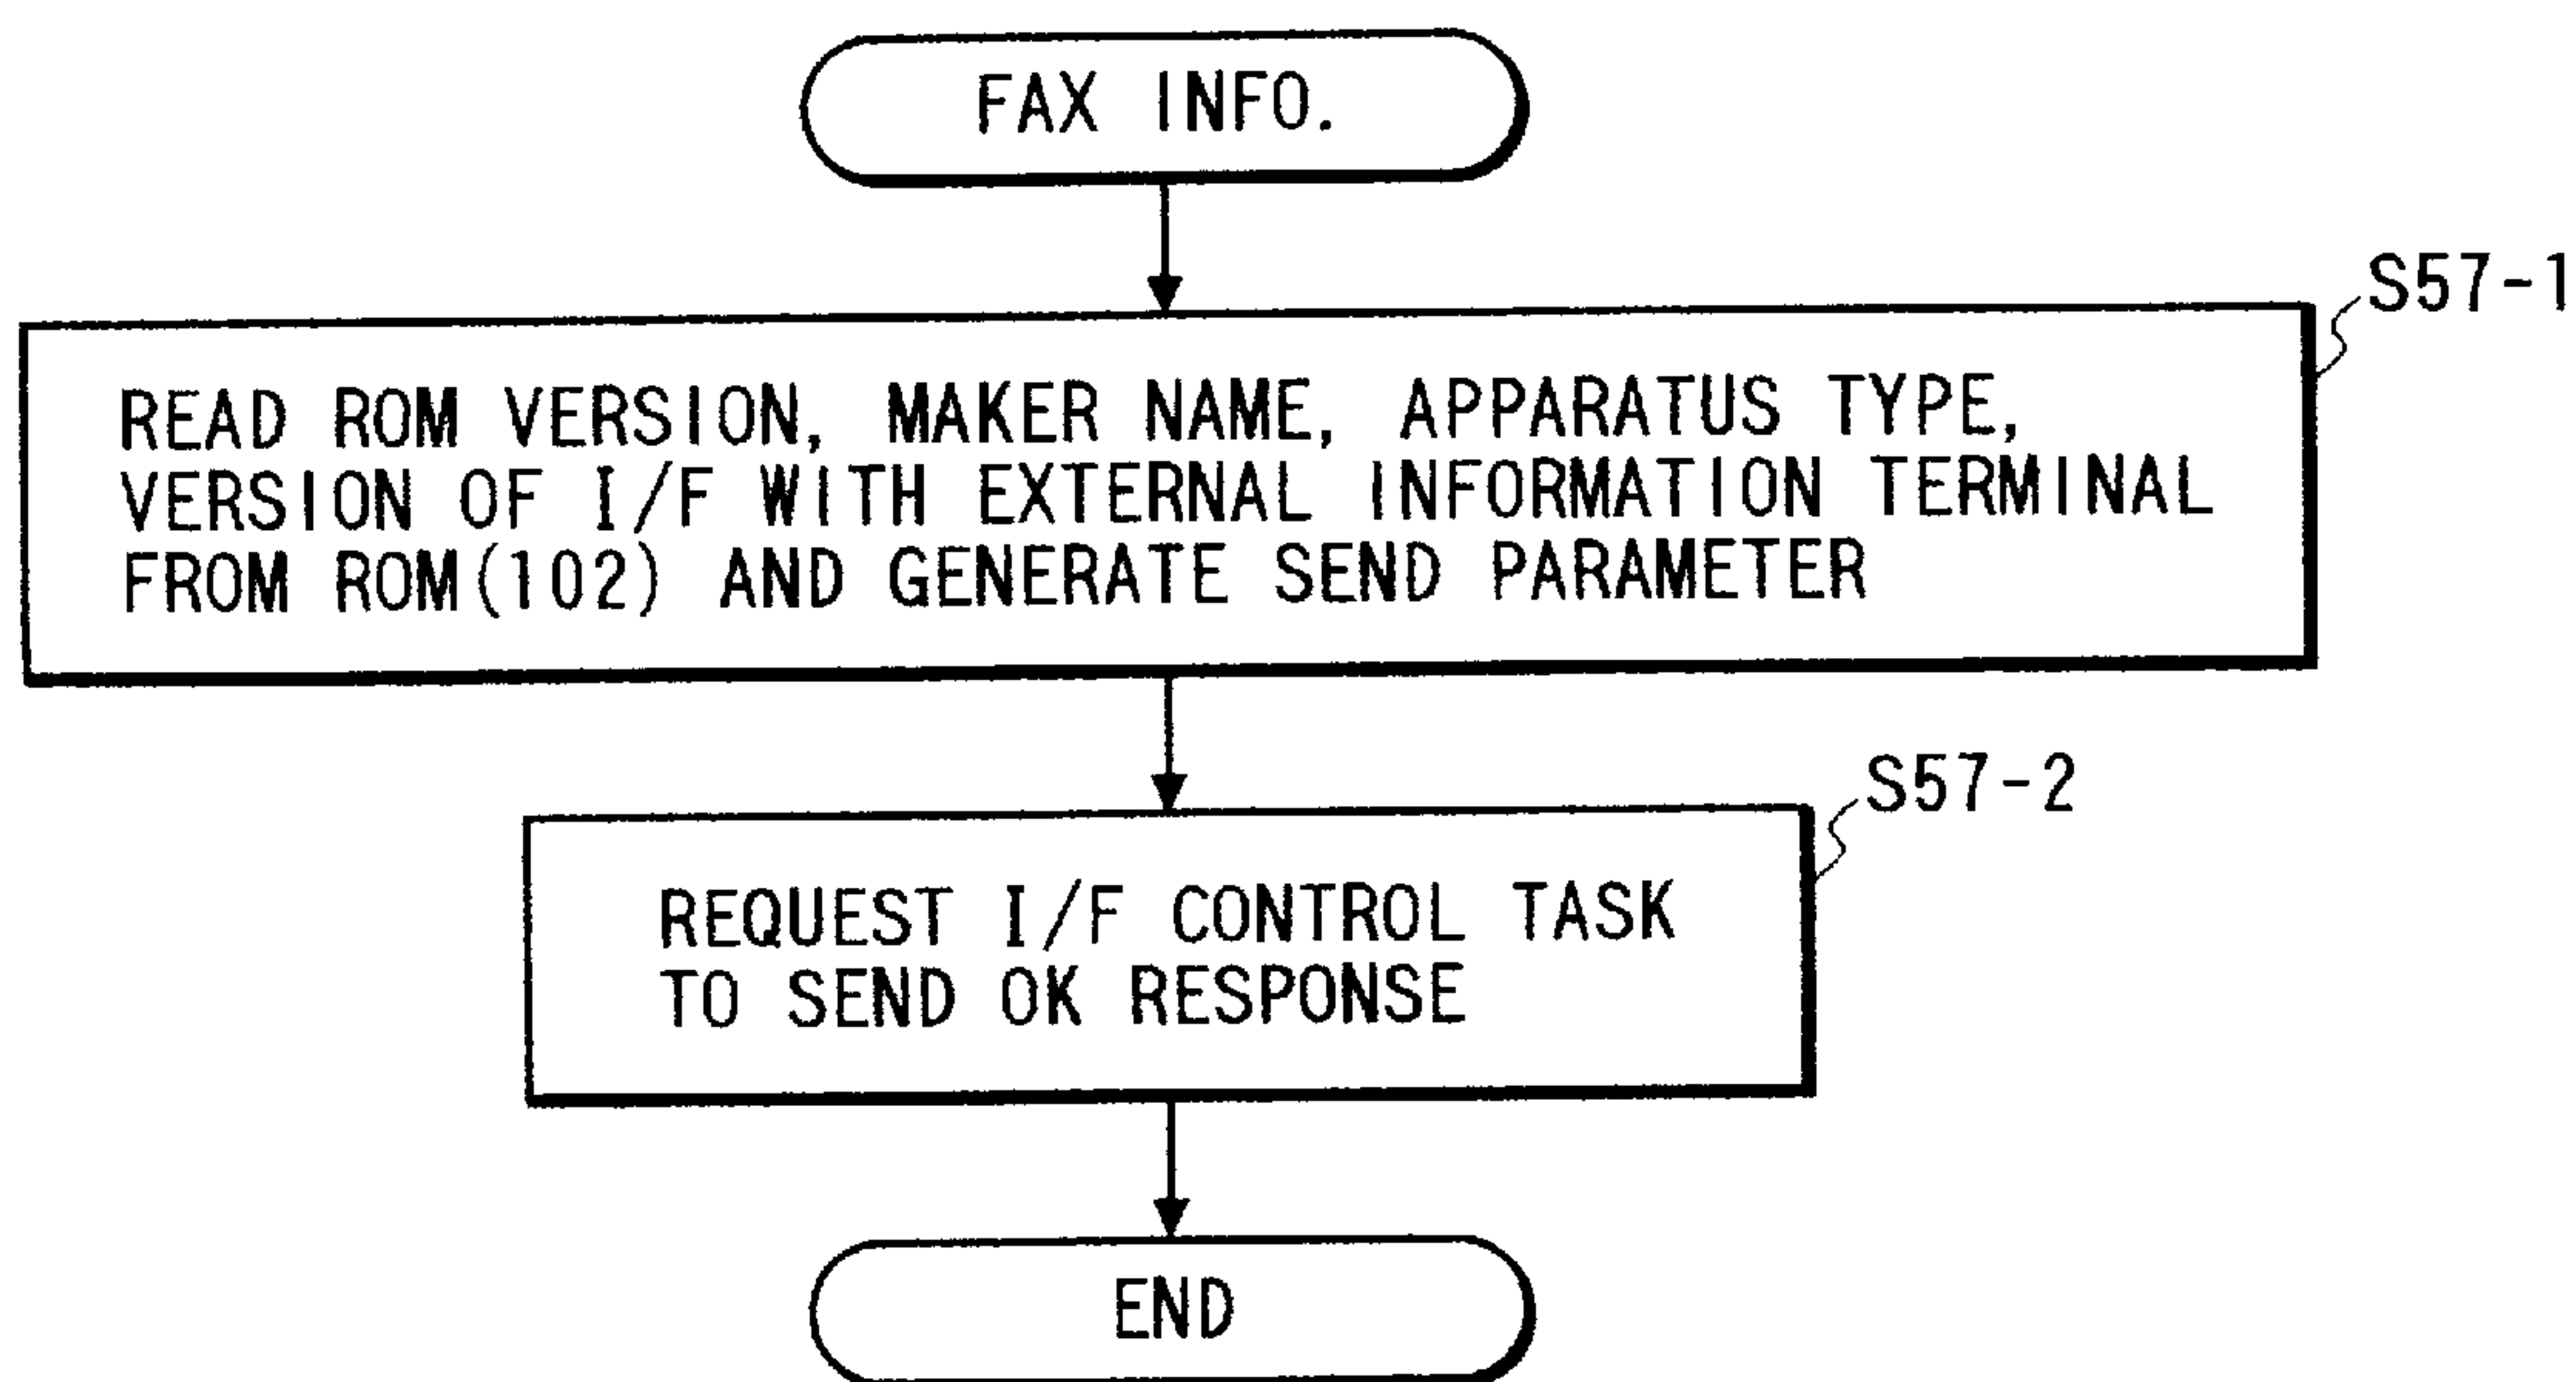 FAX INFO.
S57-1
READ ROM VERSION, MAKER NAME, APPARATUS TYPE,
VERSION OF I/F WITH EXTERNAL INFORMATION TERMINAL
FROM ROM(102) AND GENERATE SEND PARAMETER
S57-2
REQUEST I/F CONTROL TASK
TO SEND OK RESPONSE
END